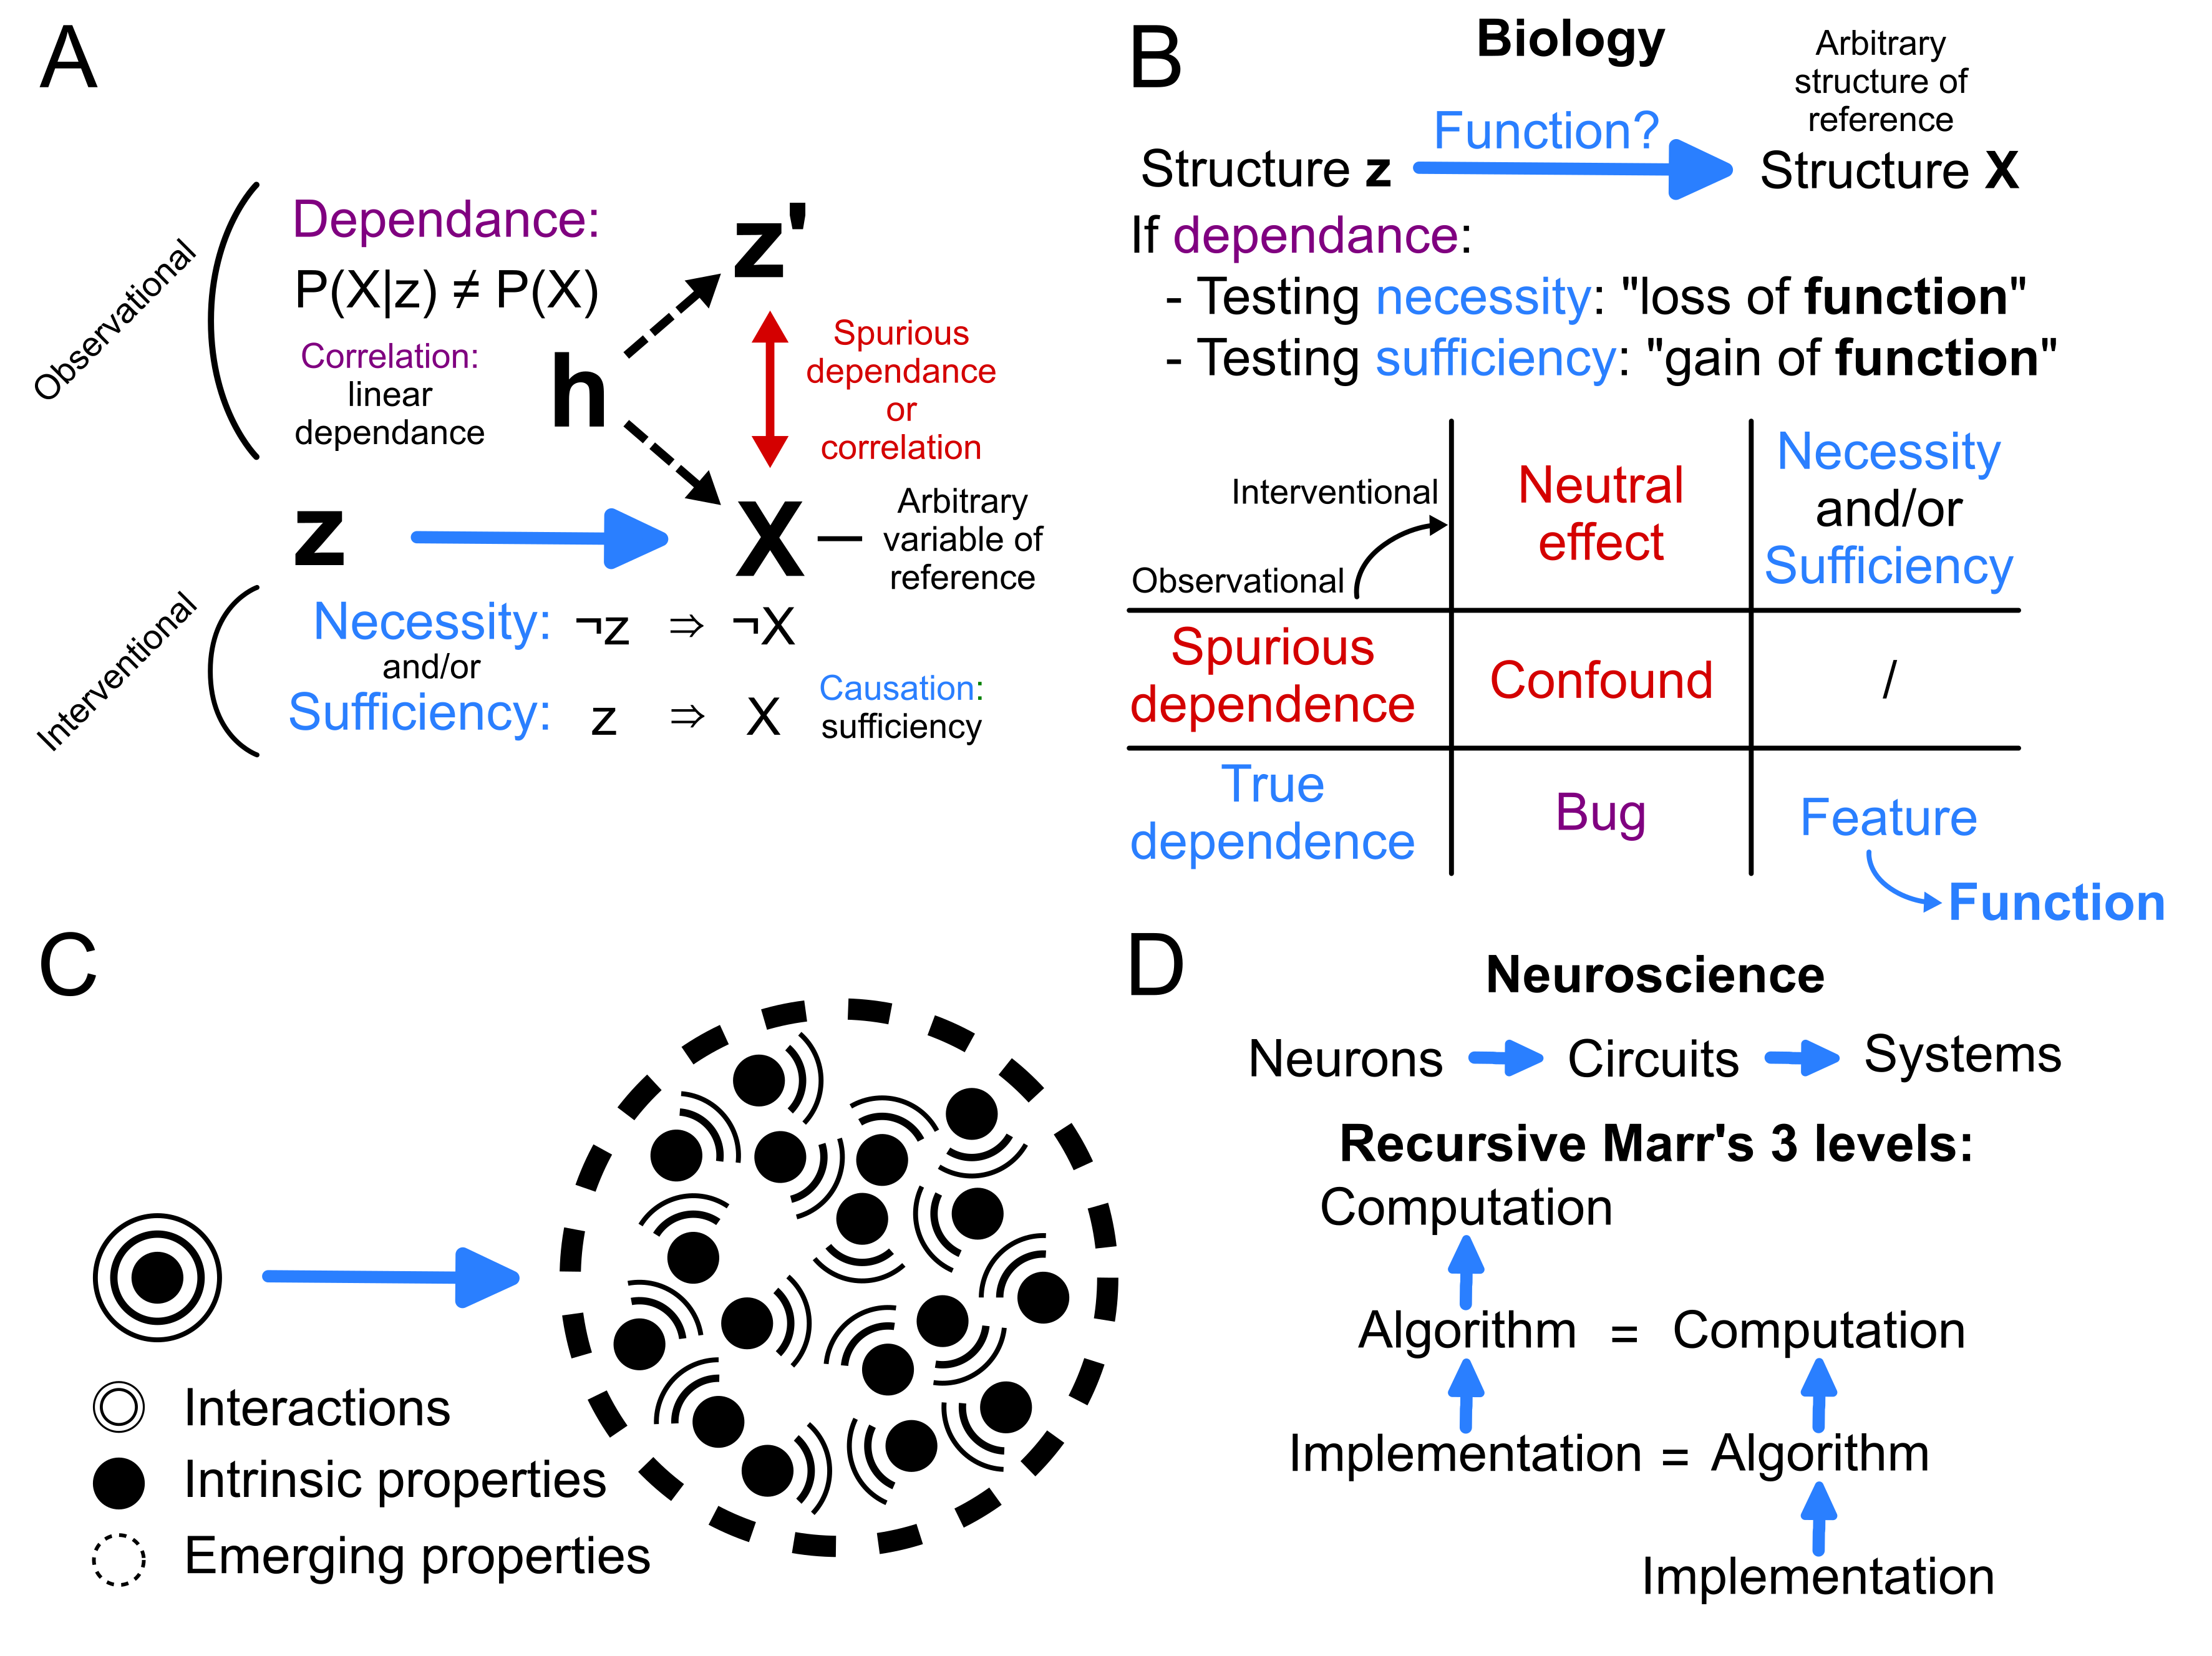 A
Observational
Dependance:
P(X|z) ≠ P(X)
Correlation:
linear
dependance
z'
h
Spurious
dependance
or
correlation
z
X
Arbitrary
variable of
reference
Interventional
Necessity: ¬z ⇒ ¬X
and/or
Sufficiency: z ⇒ X
Causation:
sufficiency
B
Biology
Arbitrary
structure of
reference
Function?
Structure z
Structure X
If dependance:
- Testing necessity: "loss of function"
- Testing sufficiency: "gain of function"
Interventional
Observational
Neutral
effect
Necessity
and/or
Sufficiency
Spurious
dependence
Confound
/
True
dependence
Bug
Feature
Function
C
Interactions
Intrinsic properties
Emerging properties
D
Neuroscience
Neurons Circuits Systems
Recursive Marr's 3 levels:
Computation
Algorithm = Computation
Implementation = Algorithm
Implementation